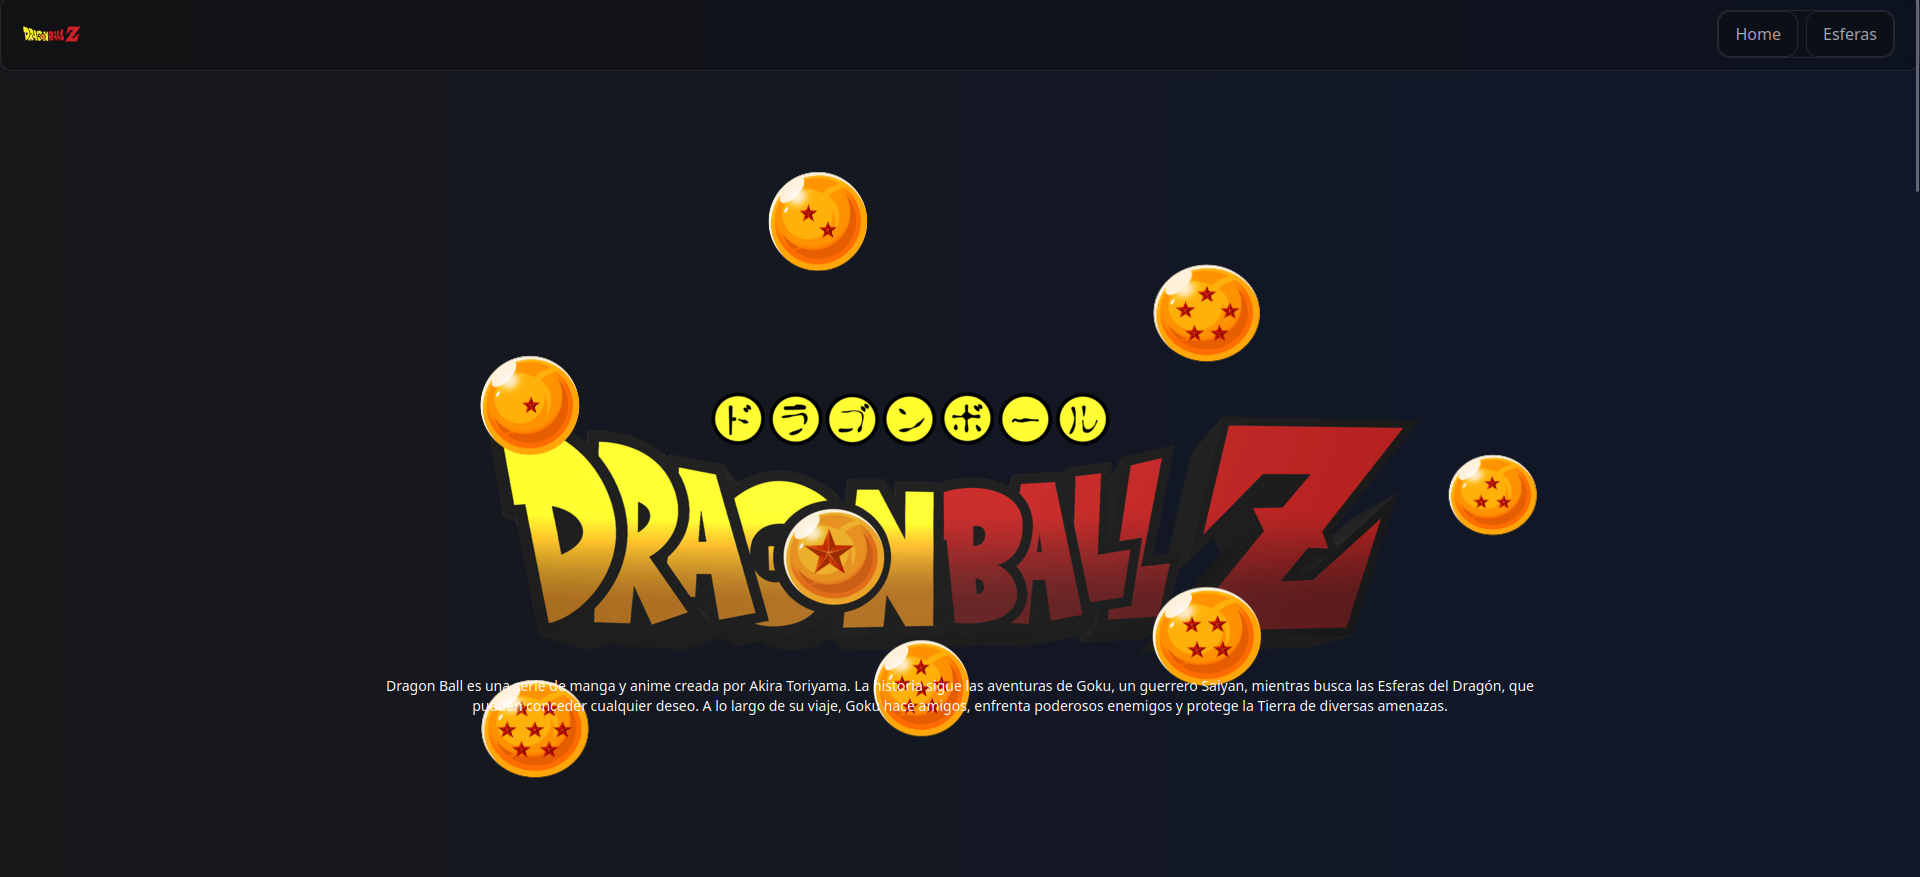 DRAGON BALL Z
Home
Esferas
ドラゴンボール
DRAGON BALL Z
Dragon Ball es una serie de manga y anime creada por Akira Toriyama. La historia sigue las aventuras de Goku, un guerrero Saiyan, mientras busca las Esferas del Dragón, que
pueden conceder cualquier deseo. A lo largo de su viaje, Goku hace amigos, enfrenta poderosos enemigos y protege la Tierra de diversas amenazas.